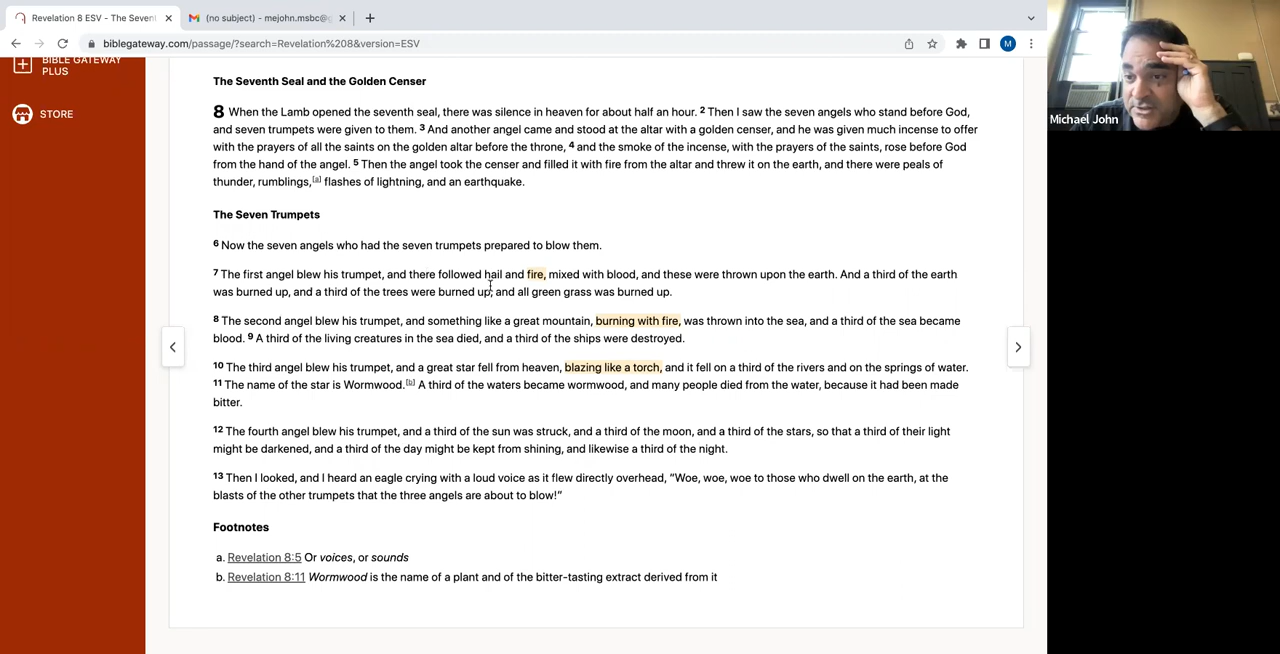 Revelation 8 ESV - The Sevent
(no subject) - mejohn.msbc@g
biblegateway.com/passage/?search=Revelation%208&version=ESV
M
BIBLE GATEWAY
PLUS
STORE
Michael John
The Seventh Seal and the Golden Censer
8 When the Lamb opened the seventh seal, there was silence in heaven for about half an hour. 2 Then I saw the seven angels who stand before God,
and seven trumpets were given to them. 3 And another angel came and stood at the altar with a golden censer, and he was given much incense to offer
with the prayers of all the saints on the golden altar before the throne, 4 and the smoke of the incense, with the prayers of the saints, rose before God
from the hand of the angel. 5 Then the angel took the censer and filled it with fire from the altar and threw it on the earth, and there were peals of
thunder, rumblings,[a] flashes of lightning, and an earthquake.
The Seven Trumpets
6 Now the seven angels who had the seven trumpets prepared to blow them.
7 The first angel blew his trumpet, and there followed hail and fire, mixed with blood, and these were thrown upon the earth. And a third of the earth
was burned up, and a third of the trees were burned up, and all green grass was burned up.
8 The second angel blew his trumpet, and something like a great mountain, burning with fire, was thrown into the sea, and a third of the sea became
blood. 9 A third of the living creatures in the sea died, and a third of the ships were destroyed.
10 The third angel blew his trumpet, and a great star fell from heaven, blazing like a torch, and it fell on a third of the rivers and on the springs of water.
11 The name of the star is Wormwood.[b] A third of the waters became wormwood, and many people died from the water, because it had been made
bitter.
12 The fourth angel blew his trumpet, and a third of the sun was struck, and a third of the moon, and a third of the stars, so that a third of their light
might be darkened, and a third of the day might be kept from shining, and likewise a third of the night.
13 Then I looked, and I heard an eagle crying with a loud voice as it flew directly overhead, “Woe, woe, woe to those who dwell on the earth, at the
blasts of the other trumpets that the three angels are about to blow!”
Footnotes
a. Revelation 8:5 Or voices, or sounds
b. Revelation 8:11 Wormwood is the name of a plant and of the bitter-tasting extract derived from it